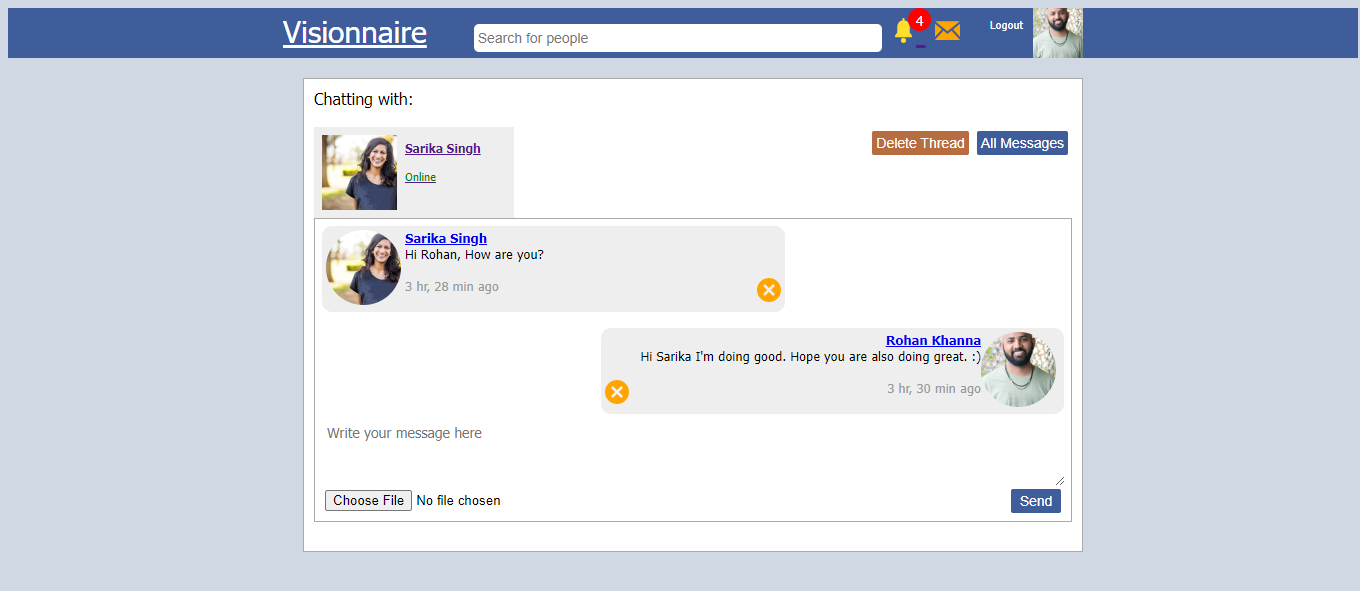 Visionnaire
Search for people
4
Logout
Chatting with:
Sarika Singh
Online
Delete Thread
All Messages
Sarika Singh
Hi Rohan, How are you?
3 hr, 28 min ago
Rohan Khanna
Hi Sarika I'm doing good. Hope you are also doing great. :)
3 hr, 30 min ago
Write your message here
Choose File No file chosen
Send